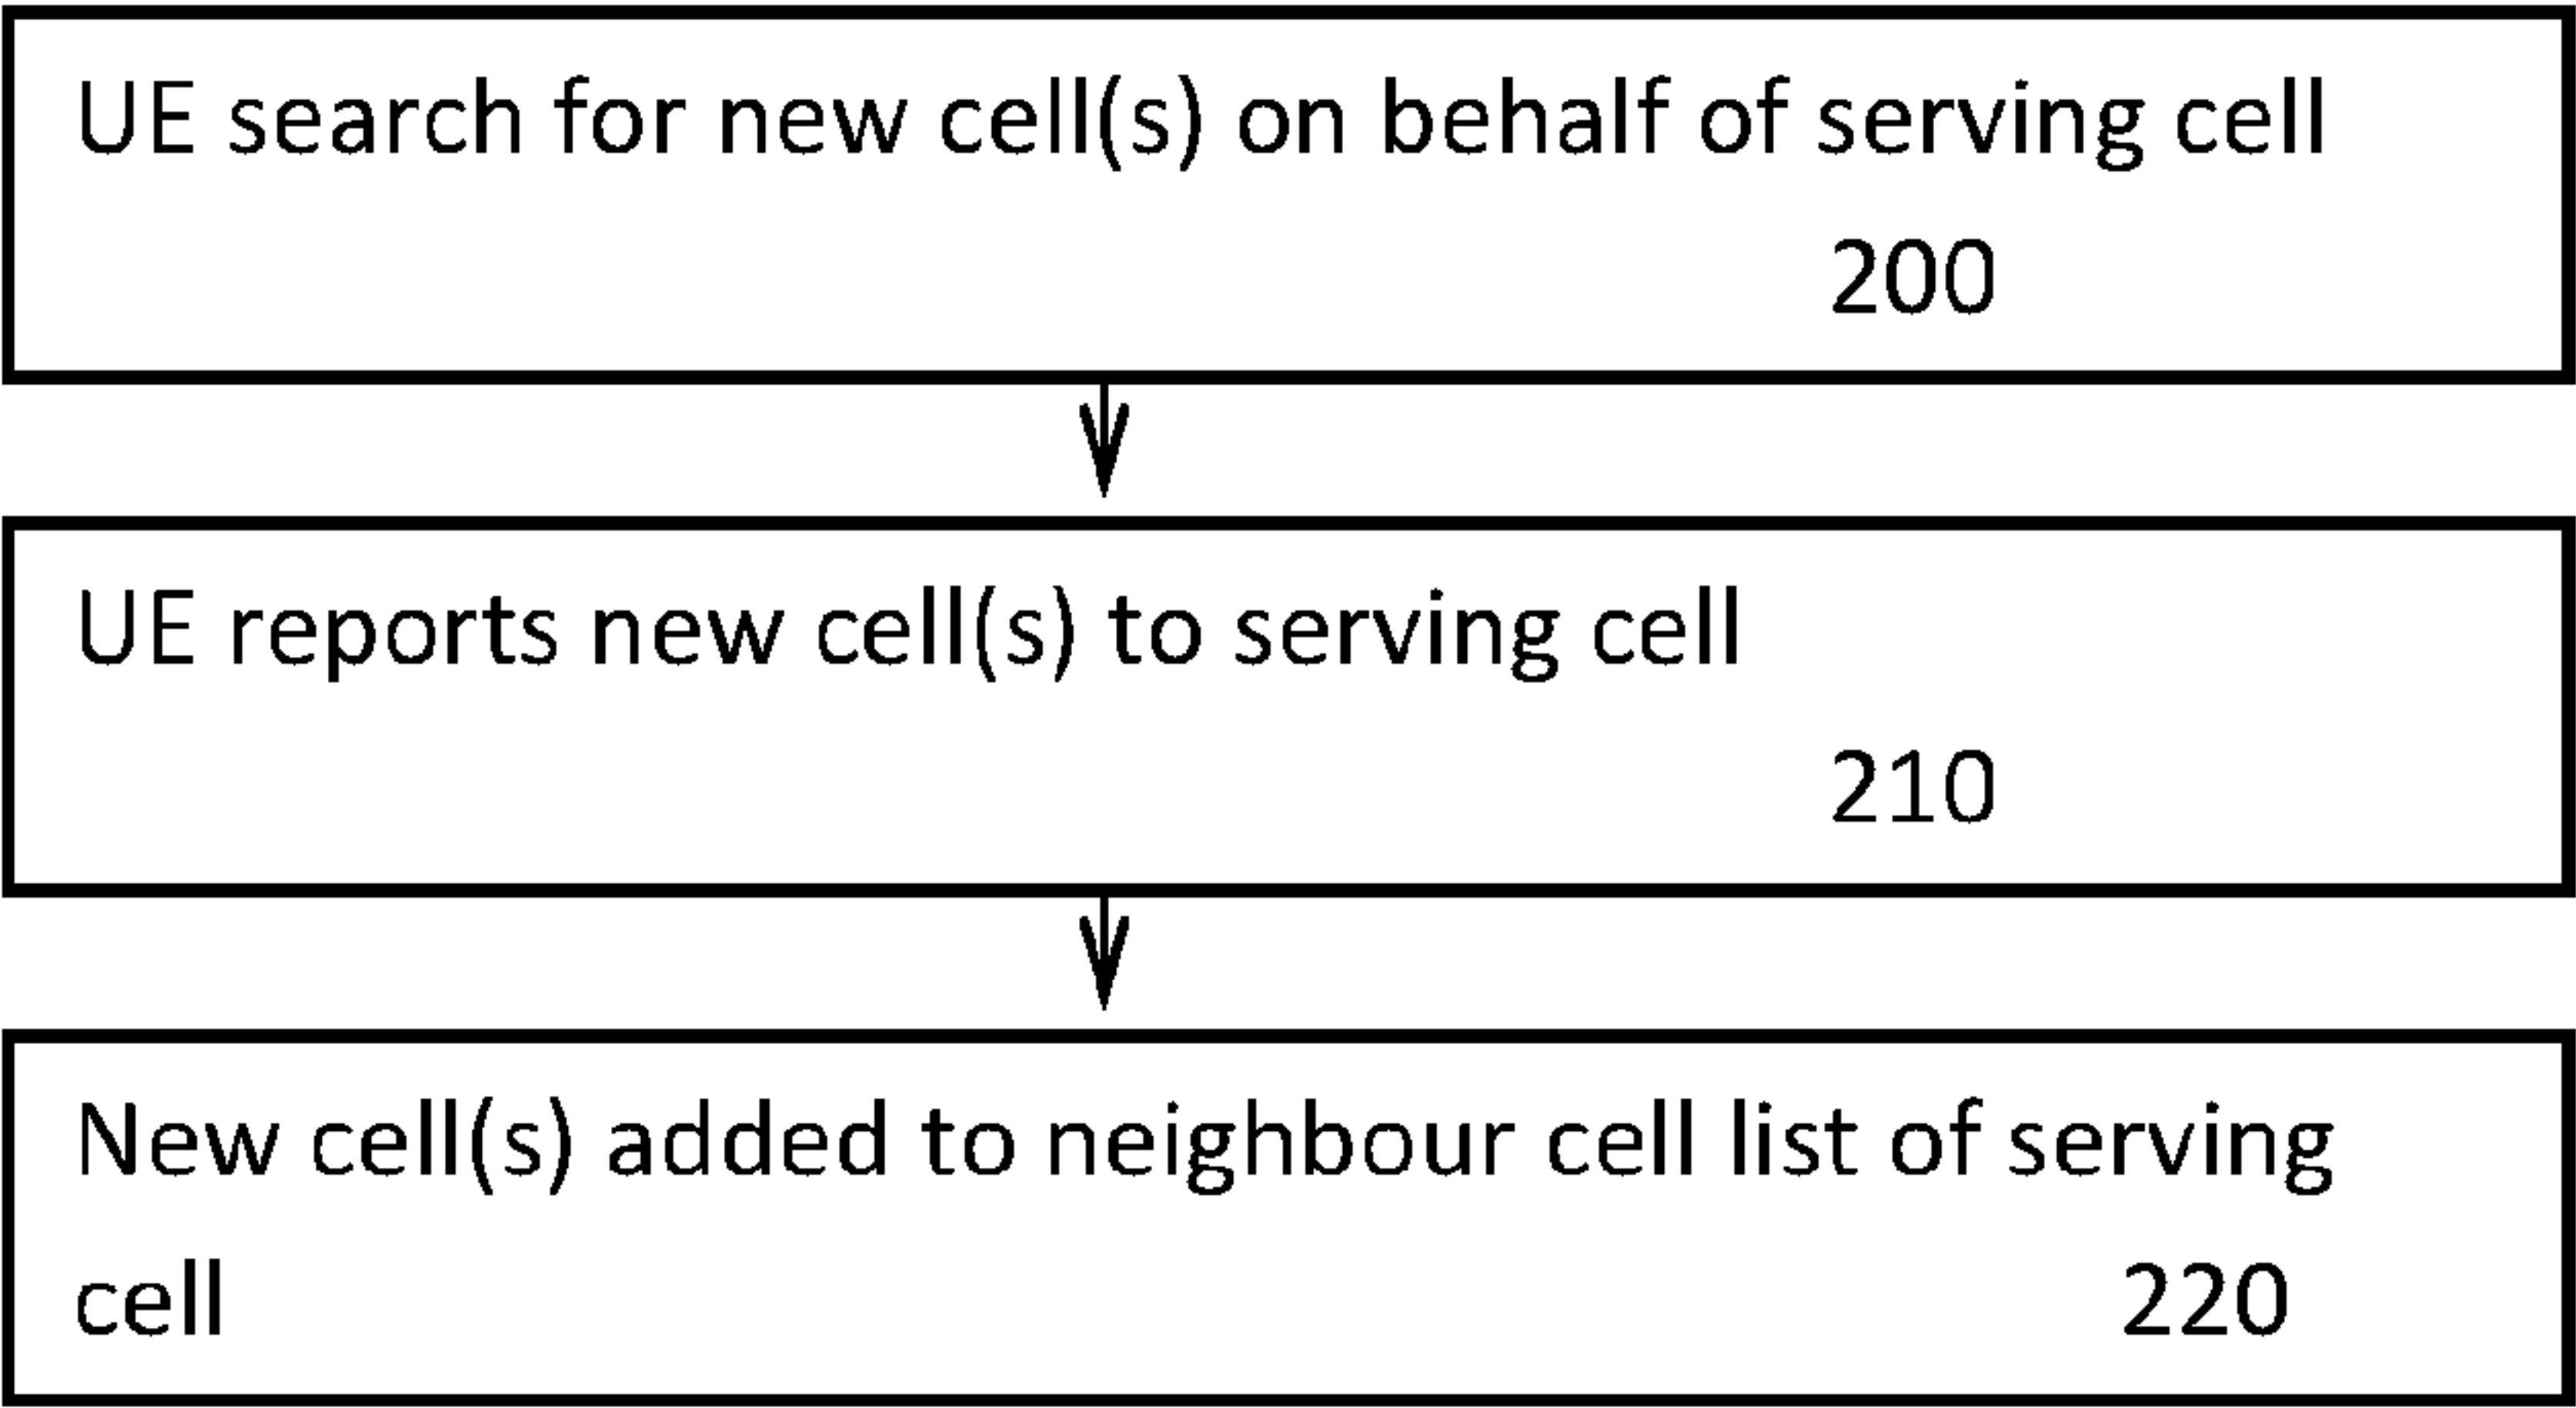 UE search for new cell(s) on behalf of serving cell
200
UE reports new cell(s) to serving cell
210
New cell(s) added to neighbour cell list of serving
cell 220